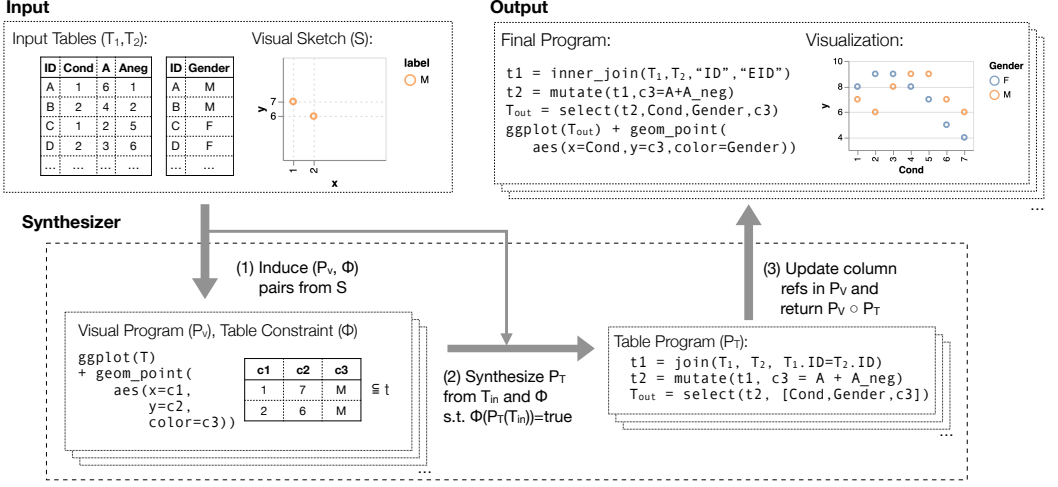 Input
Input Tables (T₁,T₂):
ID Cond A Aneg
A 1 6 1
B 2 4 2
C 1 2 5
D 2 3 6
... ... ... ...
ID Gender
A M
B M
C F
D F
... ...
Visual Sketch (S):
label
M
y
7
6
1
2
x
Output
Final Program:
t1 = inner_join(T₁,T₂,“ID”,“EID”)
t2 = mutate(t1,c3=A+A_neg)
Tₒᵤₜ = select(t2,Cond,Gender,c3)
ggplot(Tₒᵤₜ) + geom_point(
aes(x=Cond,y=c3,color=Gender))
Visualization:
10
8
6
4
y
1 2 3 4 5 6 7
Cond
Gender
F
M
...
Synthesizer
(1) Induce (Pᵥ, Φ)
pairs from S
Visual Program (Pᵥ), Table Constraint (Φ)
ggplot(T)
+ geom_point(
aes(x=c1,
y=c2,
color=c3))
c1 c2 c3
1 7 M
2 6 M
⊆ t
...
(2) Synthesize P_T
from Tᵢₙ and Φ
s.t. Φ(P_T(Tᵢₙ))=true
(3) Update column
refs in Pᵥ and
return Pᵥ ○ P_T
Table Program (P_T):
t1 = join(T₁, T₂, T₁.ID=T₂.ID)
t2 = mutate(t1, c3 = A + A_neg)
Tₒᵤₜ = select(t2, [Cond,Gender,c3])
...